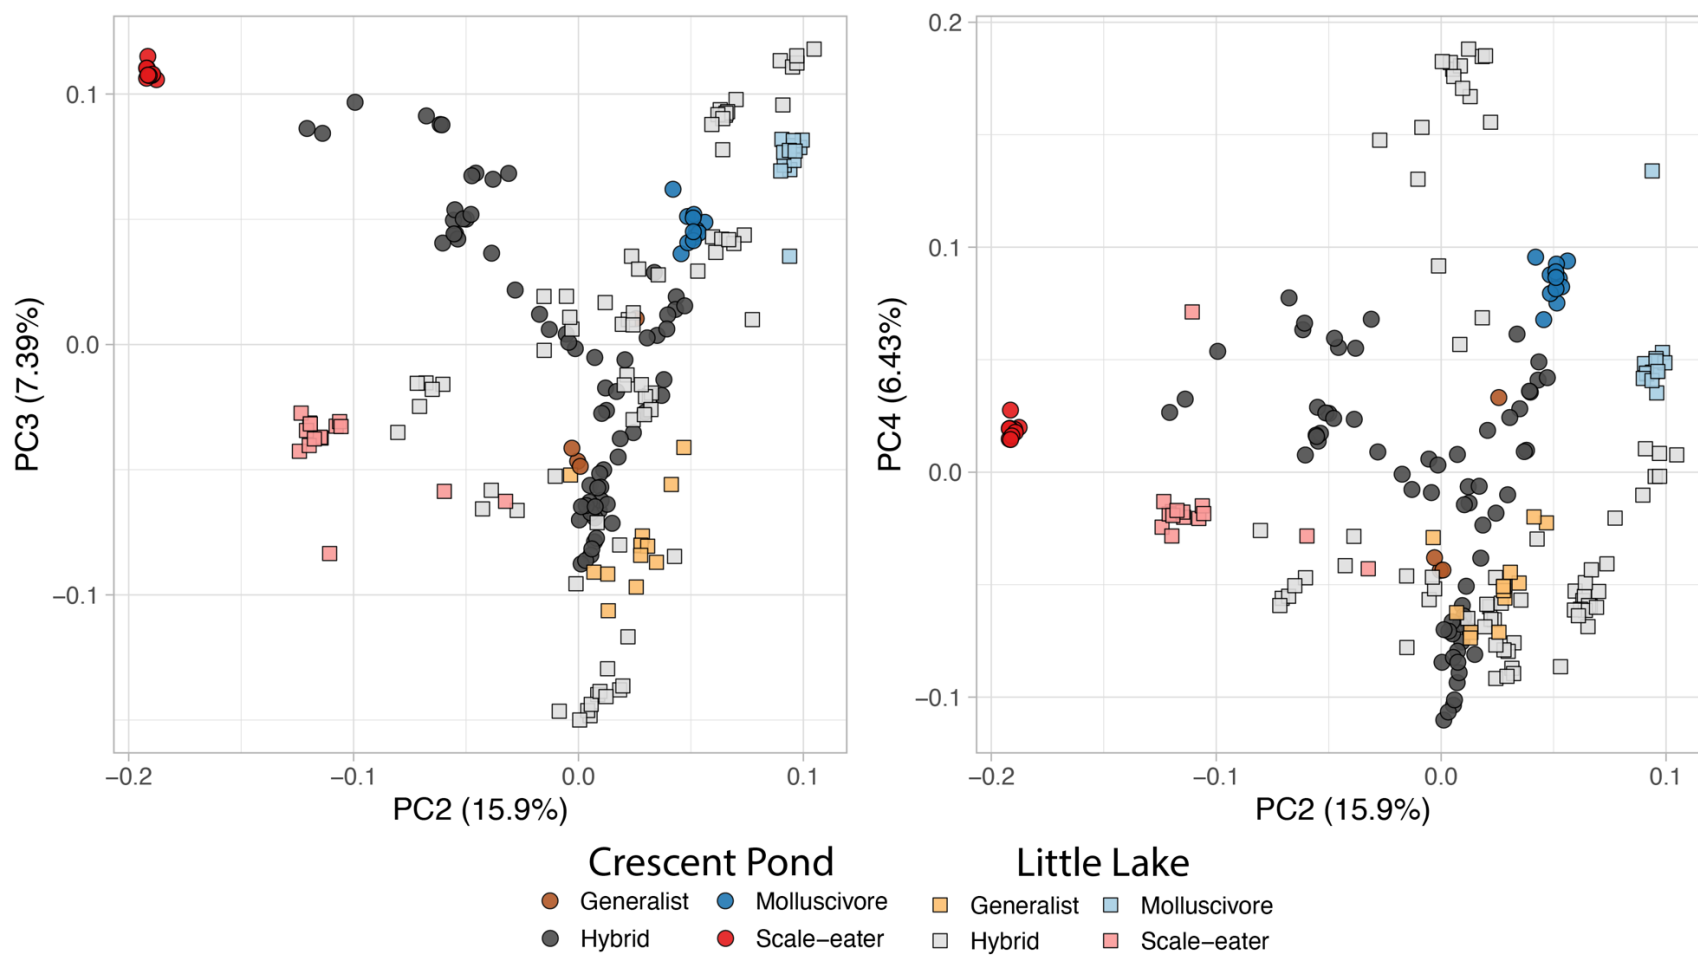 0.1
0.0
−0.1
PC3 (7.39%)
−0.2
−0.1
0.0
0.1
PC2 (15.9%)
0.2
0.1
0.0
−0.1
PC4 (6.43%)
−0.2
−0.1
0.0
0.1
PC2 (15.9%)
Crescent Pond
Little Lake
Generalist
Molluscivore
Generalist
Molluscivore
Hybrid
Scale−eater
Hybrid
Scale−eater